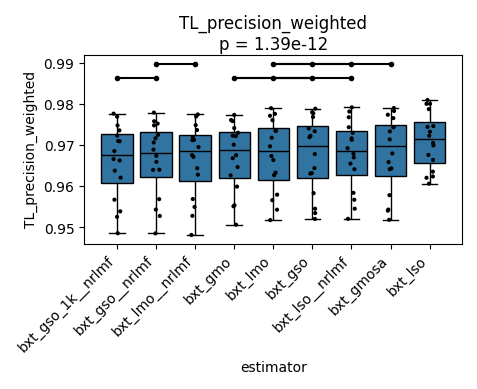 TL_precision_weighted
p = 1.39e-12
TL_precision_weighted
0.99
0.98
0.97
0.96
0.95
bxt_gso_1k__nrlmf
bxt_gso__nrlmf
bxt_lmo__nrlmf
bxt_gmo
bxt_lmo
bxt_gso
bxt_lso__nrlmf
bxt_gmosa
bxt_lso
estimator